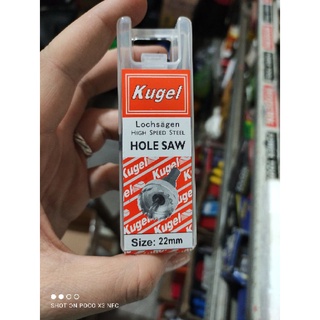 Kugel
Lochsägen
HIGH SPEED STEEL
HOLE SAW
Kugel
Kugel
Kugel
Size: 22mm
SHOT ON POCO X3 NFC